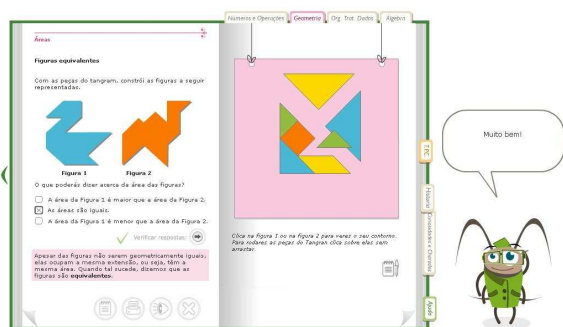 Números e Operações
Geometria
Org. Trat. Dados
Álgebra
Áreas
Figuras equivalentes
Com as peças do tangram, constrói as figuras a seguir
representadas.
Figura 1
Figura 2
O que poderás dizer acerca da área das figuras?
A área da Figura 1 é maior que a área da Figura 2.
As áreas são iguais.
A área da Figura 1 é menor que a área da Figura 2.
Verificar respostas:
Apesar das figuras não serem geometricamente iguais,
elas ocupam a mesma extensão, ou seja, têm a
mesma área. Quando tal sucede, dizemos que as
figuras são equivalentes.
Clica na figura 1 ou na figura 2 para veres o seu contorno.
Para rodares as peças do Tangran clica sobre elas sem
arrastar.
TPC
Ajuda
Muito bem!